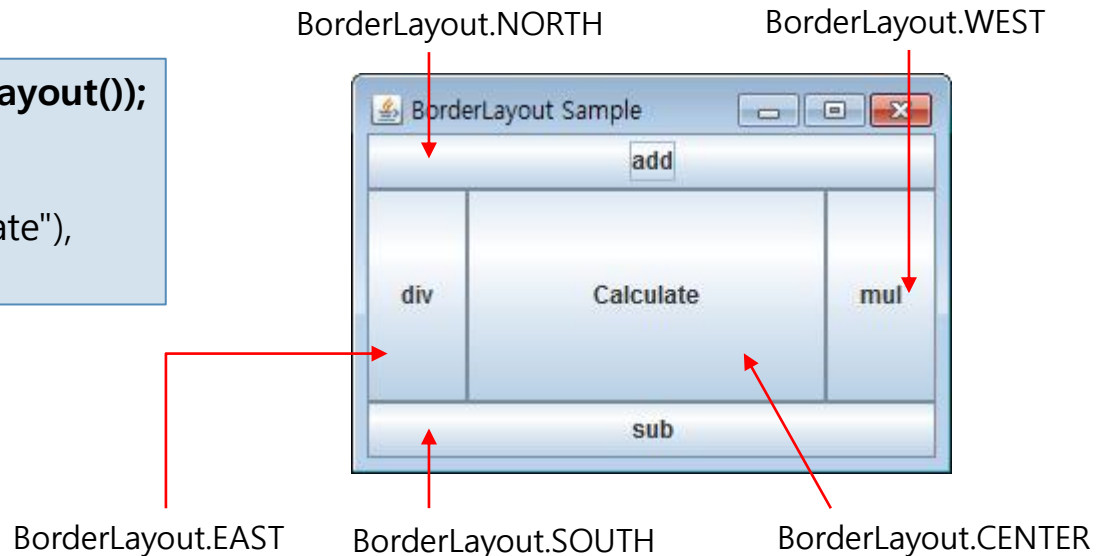 BorderLayout.NORTH
BorderLayout.WEST
ayout());
ate"),
BorderLayout Sample
add
div
Calculate
mul
sub
BorderLayout.EAST
BorderLayout.SOUTH
BorderLayout.CENTER